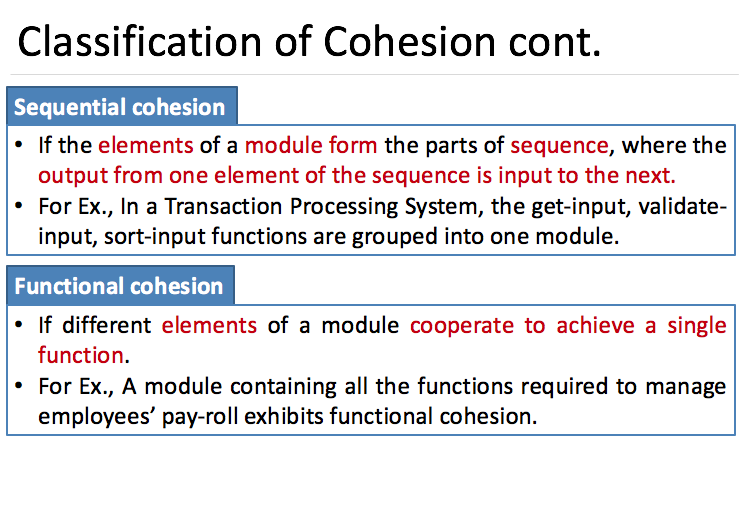 Classification of Cohesion cont.
Sequential cohesion
• If the elements of a module form the parts of sequence, where the
output from one element of the sequence is input to the next.
• For Ex., In a Transaction Processing System, the get-input, validate-
input, sort-input functions are grouped into one module.
Functional cohesion
• If different elements of a module cooperate to achieve a single
function.
• For Ex., A module containing all the functions required to manage
employees’ pay-roll exhibits functional cohesion.